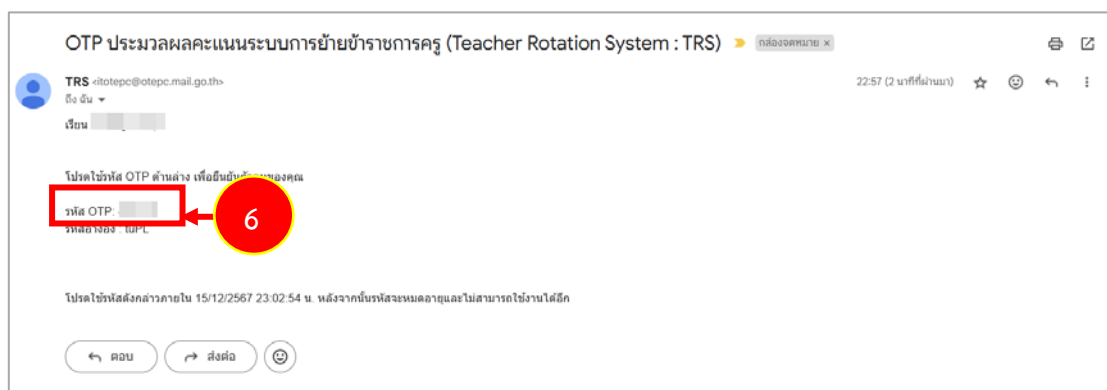 OTP ประมวลผลคะแนนระบบการย้ายข้าราชการครู (Teacher Rotation System : TRS) กล่องจดหมาย ×
TRS <itotepc@otepc.mail.go.th> 22:57 (2 นาทีที่ผ่านมา)
ถึง ฉัน
เรียน
โปรดใช้รหัส OTP ด้านล่าง เพื่อยืนยันตัวตนของคุณ
รหัส OTP:
6
รหัสอ้างอิง :
โปรดใช้รหัสดังกล่าวภายใน 15/12/2567 23:02:54 น. หลังจากนั้นรหัสจะหมดอายุและไม่สามารถใช้งานได้อีก
ตอบ ส่งต่อ